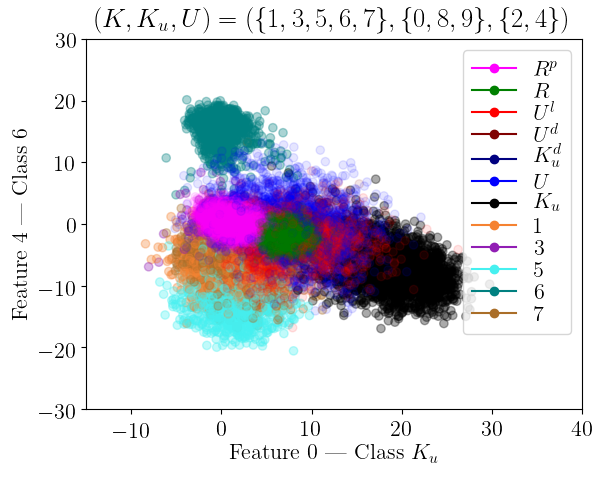 (K, K_u, U) = ({1, 3, 5, 6, 7}, {0, 8, 9}, {2, 4})
30
20
10
0
−10
−20
−30
Feature 4 — Class 6
R^p
R
U^l
U^d
K_u^d
U
K_u
1
3
5
6
7
−10
0
10
20
30
40
Feature 0 — Class K_u